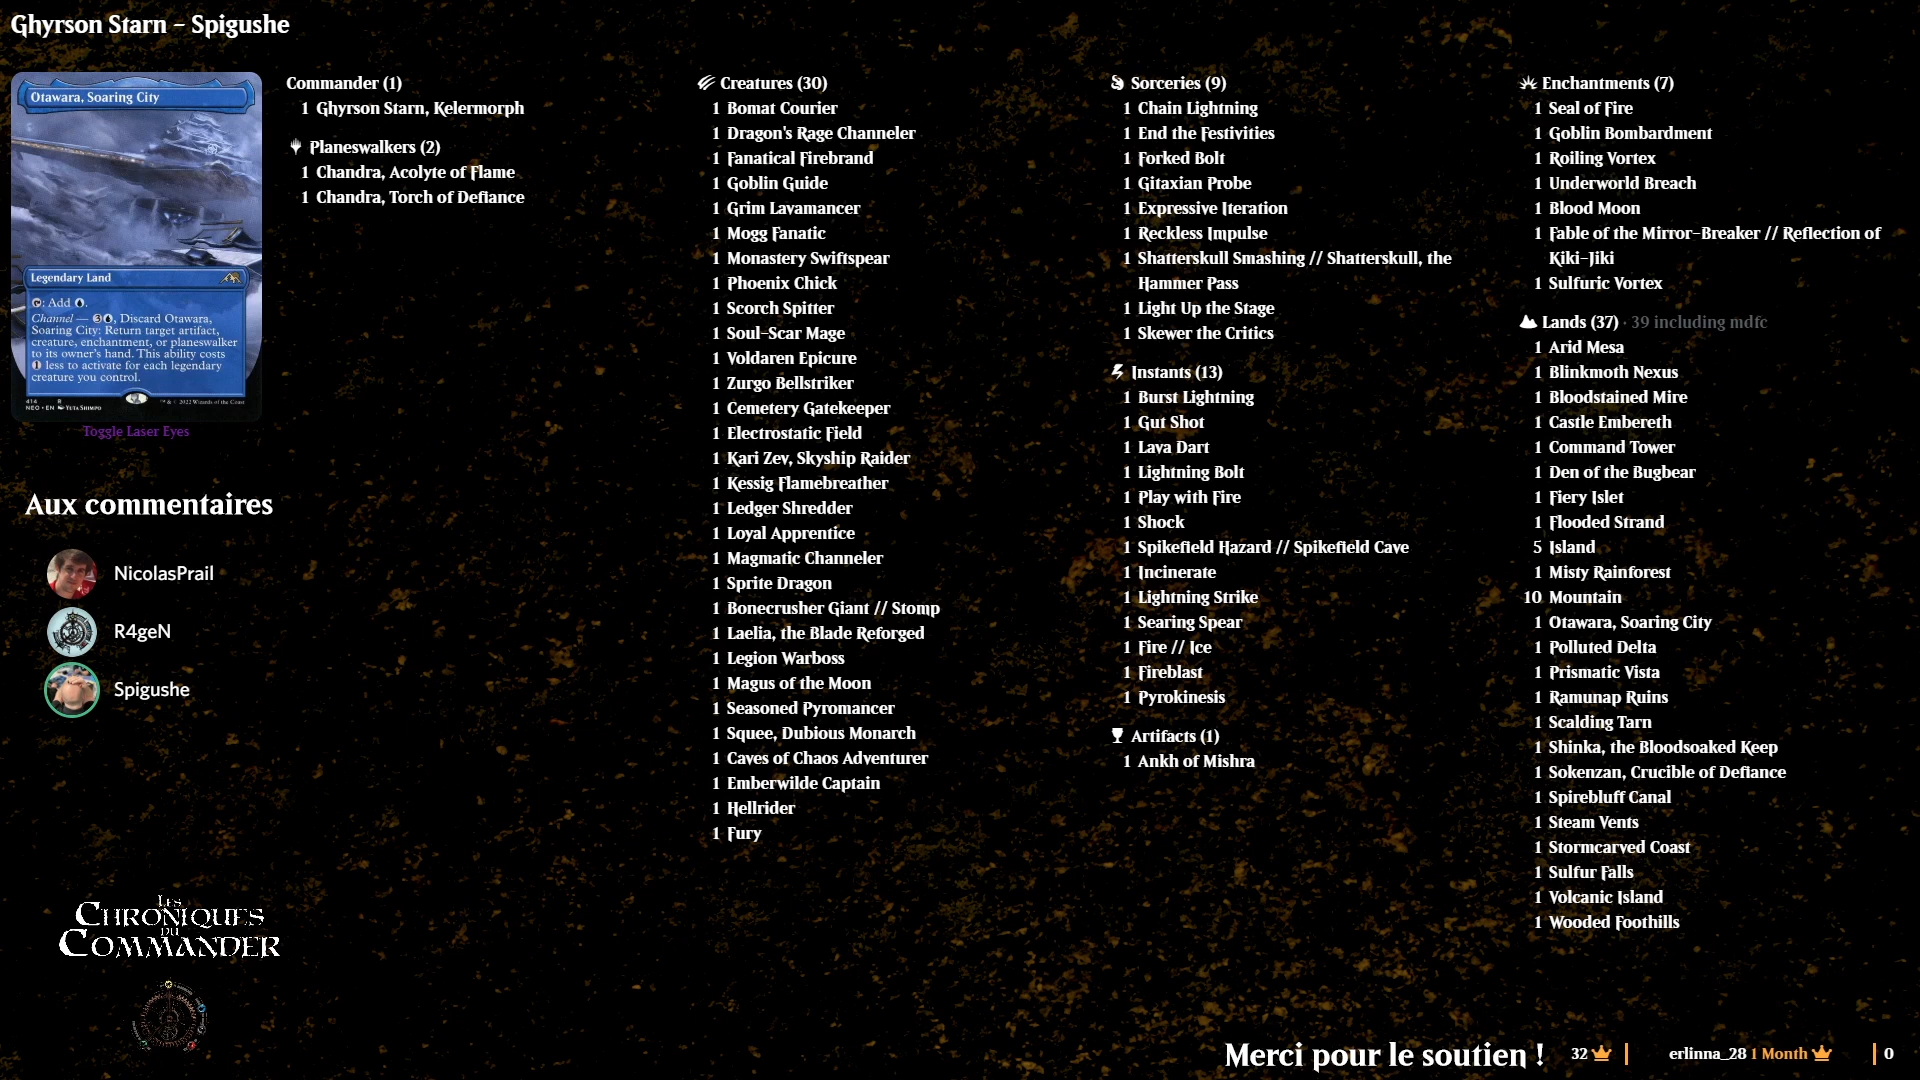 Ghyrson Starn - Spigushe
Otawara, Soaring City
Legendary Land
: Add .
Channel — 3, Discard Otawara,
Soaring City: Return target artifact,
creature, enchantment, or planeswalker
to its owner's hand. This ability costs
1 less to activate for each legendary
creature you control.
414 R
NEO • EN YUTA SHIMPO
™ & © 2022 Wizards of the Coast
Toggle Laser Eyes
Aux commentaires
NicolasPrail
R4geN
Spigushe
LES
CHRONIQUES
DU
COMMANDER
Commander (1)
1 Ghyrson Starn, Kelermorph
Planeswalkers (2)
1 Chandra, Acolyte of Flame
1 Chandra, Torch of Defiance
Creatures (30)
1 Bomat Courier
1 Dragon's Rage Channeler
1 Fanatical Firebrand
1 Goblin Guide
1 Grim Lavamancer
1 Mogg Fanatic
1 Monastery Swiftspear
1 Phoenix Chick
1 Scorch Spitter
1 Soul-Scar Mage
1 Voldaren Epicure
1 Zurgo Bellstriker
1 Cemetery Gatekeeper
1 Electrostatic Field
1 Kari Zev, Skyship Raider
1 Kessig Flamebreather
1 Ledger Shredder
1 Loyal Apprentice
1 Magmatic Channeler
1 Sprite Dragon
1 Bonecrusher Giant // Stomp
1 Laelia, the Blade Reforged
1 Legion Warboss
1 Magus of the Moon
1 Seasoned Pyromancer
1 Squee, Dubious Monarch
1 Caves of Chaos Adventurer
1 Emberwilde Captain
1 Hellrider
1 Fury
Sorceries (9)
1 Chain Lightning
1 End the Festivities
1 Forked Bolt
1 Gitaxian Probe
1 Expressive Iteration
1 Reckless Impulse
1 Shatterskull Smashing // Shatterskull, the
Hammer Pass
1 Light Up the Stage
1 Skewer the Critics
Instants (13)
1 Burst Lightning
1 Gut Shot
1 Lava Dart
1 Lightning Bolt
1 Play with Fire
1 Shock
1 Spikefield Hazard // Spikefield Cave
1 Incinerate
1 Lightning Strike
1 Searing Spear
1 Fire // Ice
1 Fireblast
1 Pyrokinesis
Artifacts (1)
1 Ankh of Mishra
Enchantments (7)
1 Seal of Fire
1 Goblin Bombardment
1 Roiling Vortex
1 Underworld Breach
1 Blood Moon
1 Fable of the Mirror-Breaker // Reflection of
Kiki-Jiki
1 Sulfuric Vortex
Lands (37) · 39 including mdfc
1 Arid Mesa
1 Blinkmoth Nexus
1 Bloodstained Mire
1 Castle Embereth
1 Command Tower
1 Den of the Bugbear
1 Fiery Islet
1 Flooded Strand
5 Island
1 Misty Rainforest
10 Mountain
1 Otawara, Soaring City
1 Polluted Delta
1 Prismatic Vista
1 Ramunap Ruins
1 Scalding Tarn
1 Shinka, the Bloodsoaked Keep
1 Sokenzan, Crucible of Defiance
1 Spirebluff Canal
1 Steam Vents
1 Stormcarved Coast
1 Sulfur Falls
1 Volcanic Island
1 Wooded Foothills
Merci pour le soutien ! 32 | erlinna_28 1 Month | 0